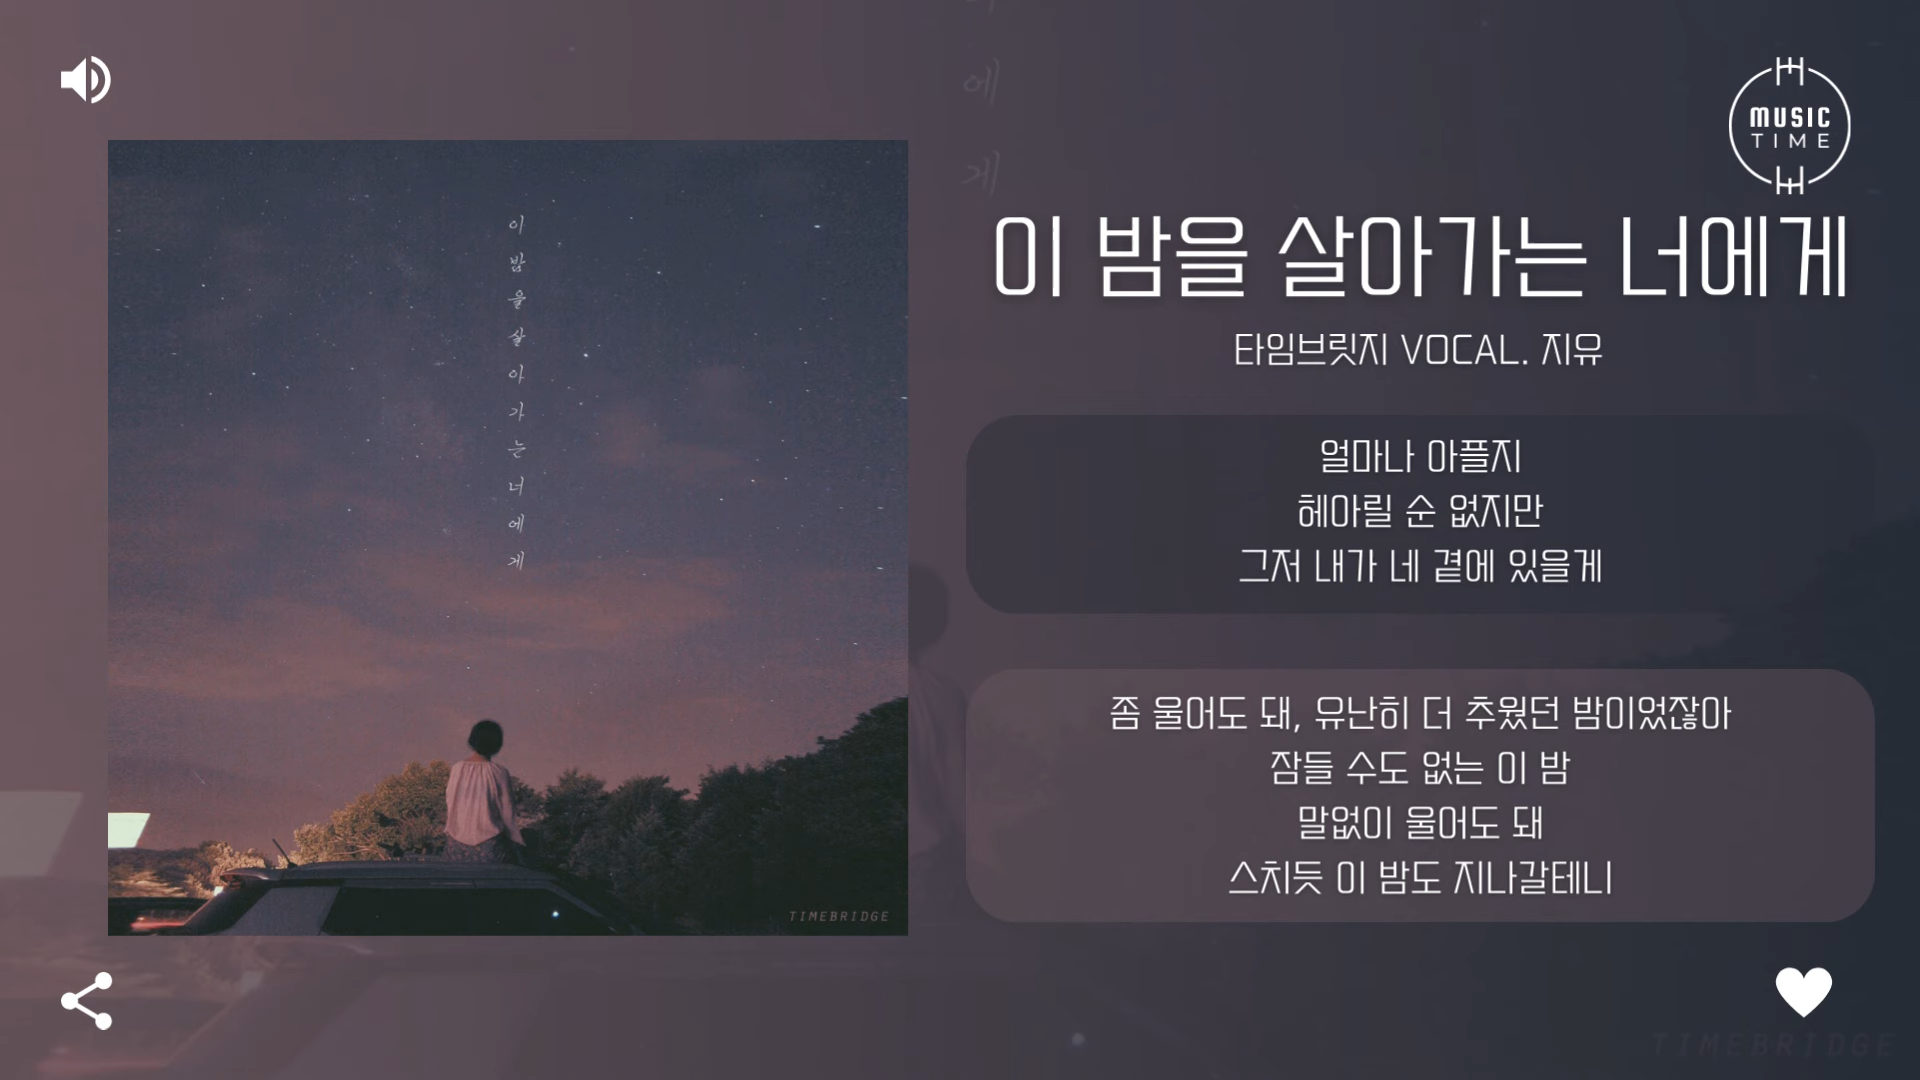 MUSIC
TIME
이 밤을 살아가는 너에게
타임브릿지 VOCAL. 지유
이
밤
을
살
아
가
는
너
에
게
TIMEBRIDGE
얼마나 아플지
헤아릴 순 없지만
그저 내가 네 곁에 있을게
좀 울어도 돼, 유난히 더 추웠던 밤이었잖아
잠들 수도 없는 이 밤
말없이 울어도 돼
스치듯 이 밤도 지나갈테니
에
게
TIMEBRIDGE